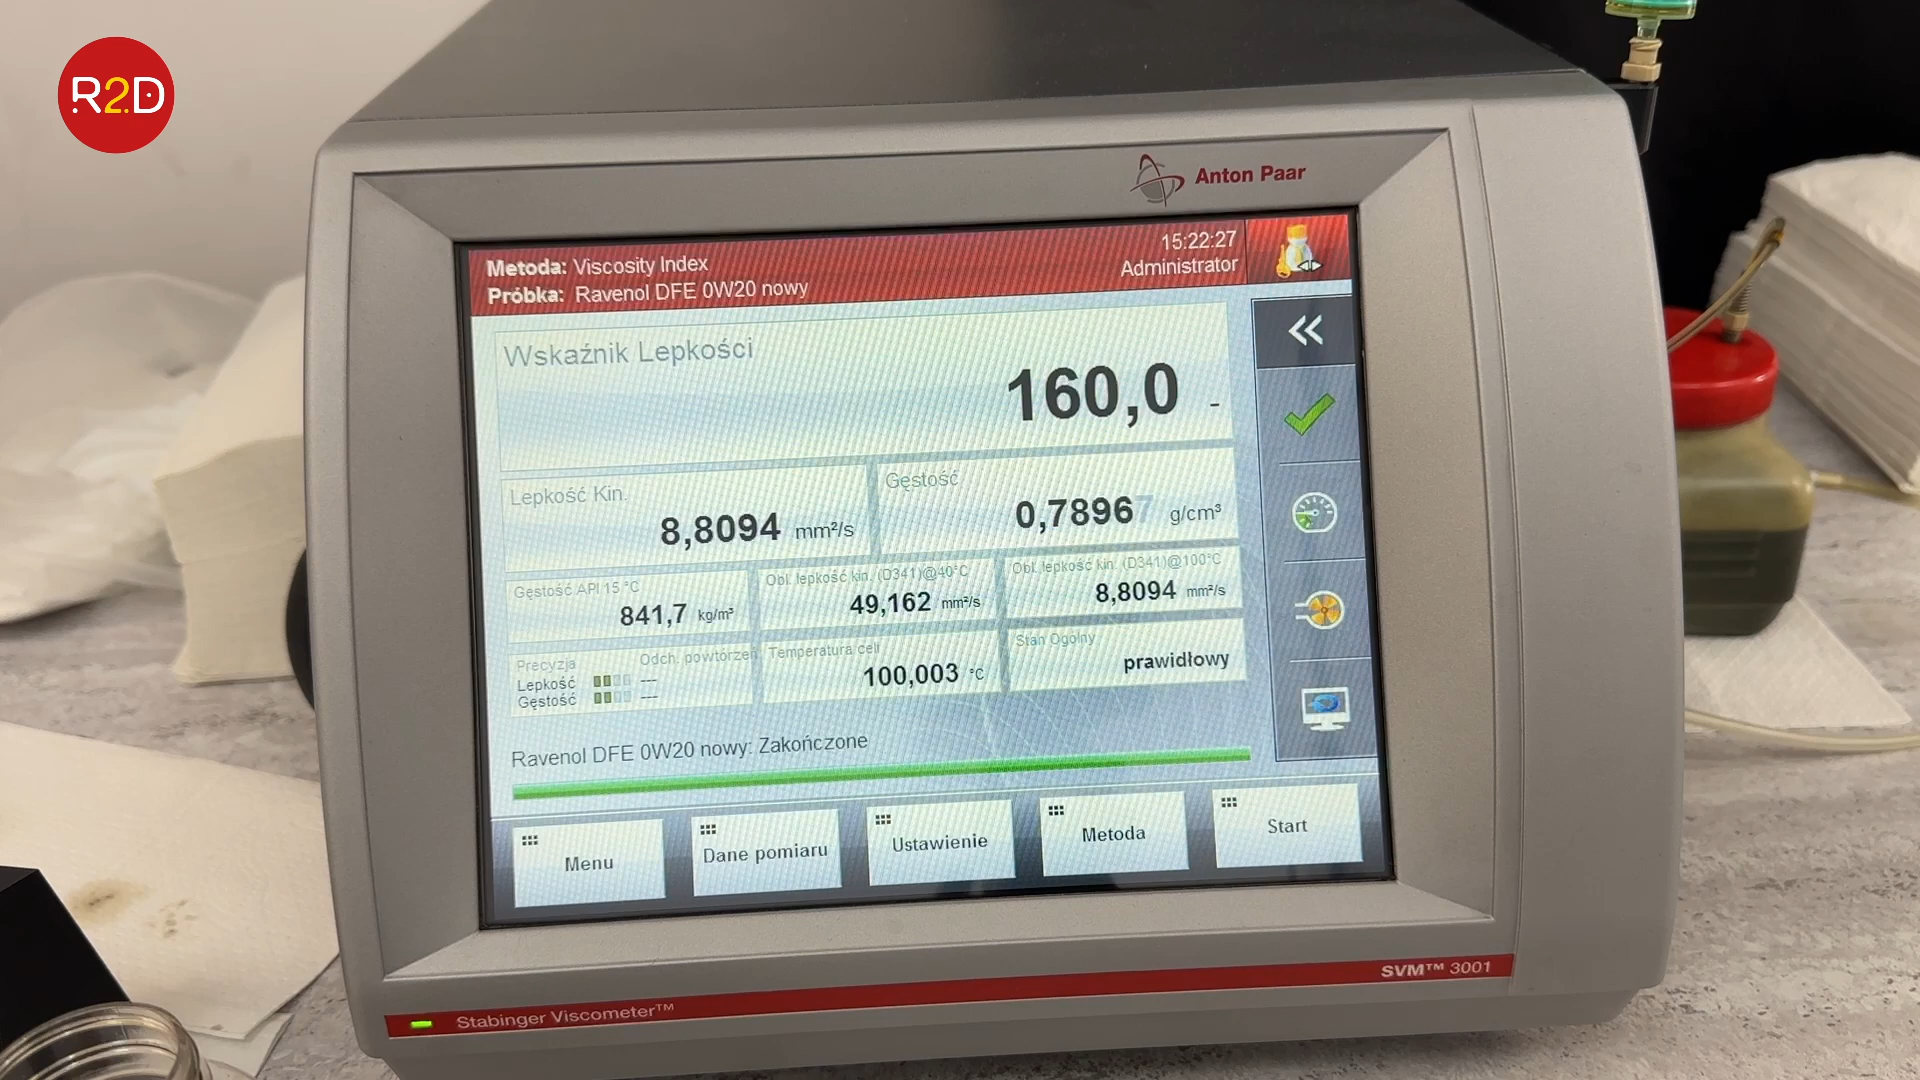 R2D
Anton Paar
15:22:27
Administrator
Metoda: Viscosity Index
Próbka: Ravenol DFE 0W20 nowy
Wskaźnik Lepkości
160,0 -
Lepkość Kin.
8,8094 mm²/s
Gęstość
0,78967 g/cm³
Gęstość API 15 °C
841,7 kg/m³
Obl. lepkość kin. (D341)@40°C
49,162 mm²/s
Obl. lepkość kin. (D341)@100°C
8,8094 mm²/s
Precyzja
Odch. powtórzeń
Lepkość ---
Gęstość ---
Temperatura celi
100,003 °C
Stan Ogólny
prawidłowy
Ravenol DFE 0W20 nowy: Zakończone
Menu
Dane pomiaru
Ustawienie
Metoda
Start
SVM™ 3001
Stabinger Viscometer™